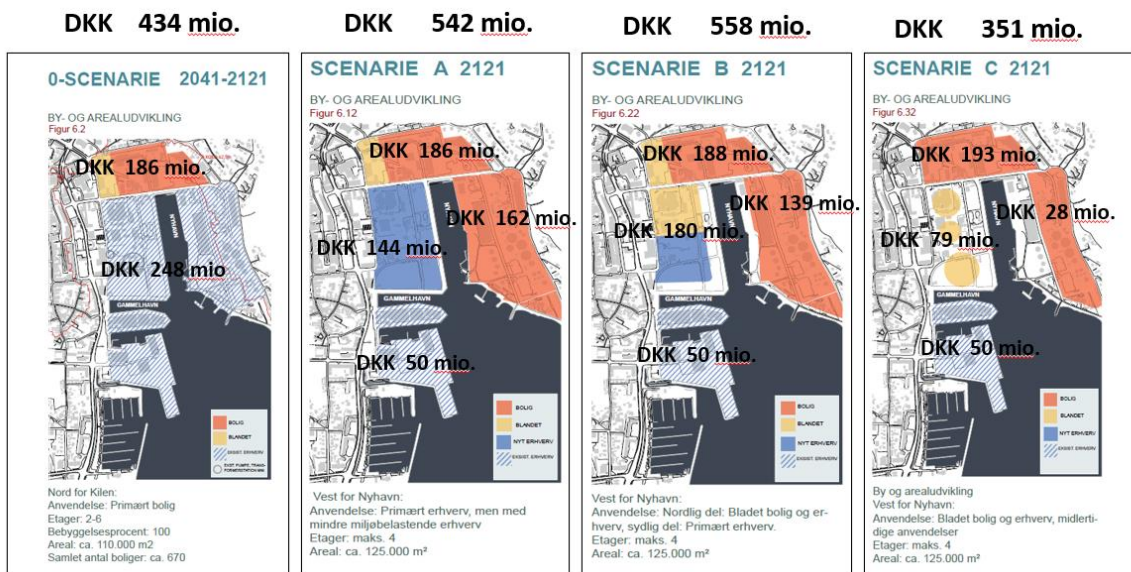 DKK 434 mio.
DKK 542 mio.
DKK 558 mio.
DKK 351 mio.
0-SCENARIE 2041-2121
BY- OG AREALUDVIKLING
Figur 6.2
DKK 186 mio.
NYHAVN
DKK 248 mio
GAMMELHAVN
BOLIG
BLANDET
EKSIST. ERHVERV
EKST. PUMPE, TRANS-
Nord for Kilen:
Anvendelse: Primært bolig
Etager: 2-6
Bebyggelsesprocent: 100
Areal: ca. 110.000 m2
Samlet antal boliger: ca. 670
SCENARIE A 2121
BY- OG AREALUDVIKLING
Figur 6.12
DKK 186 mio.
DKK 162 mio.
DKK 144 mio.
GAMMELHAVN
DKK 50 mio.
BOLIG
BLANDET
NYT ERHVERV
EKSIST. ERHVERV
Vest for Nyhavn:
Anvendelse: Primært erhverv, men med
mindre miljøbelastende erhverv
Etager: maks. 4
Areal: ca. 125.000 m²
SCENARIE B 2121
BY- OG AREALUDVIKLING
Figur 6.22
DKK 188 mio.
DKK 139 mio.
NYHAVN
DKK 180 mio.
GAMMELHAVN
DKK 50 mio.
BOLIG
BLANDET
NYT ERHVERV
EKSIST. ERHVERV
Vest for Nyhavn:
Anvendelse: Nordlig del: Bladet bolig og er-
hverv, sydlig del: Primært erhverv.
Etager: maks. 4
Areal: ca. 125.000 m²
SCENARIE C 2121
BY- OG AREALUDVIKLING
Figur 6.32
DKK 193 mio.
DKK 28 mio.
NYHAVN
DKK 79 mio.
GAMMELHAVN
DKK 50 mio.
BOLIG
BLANDET
NYT ERHVERV
EKSIST. ERHVERV
By og arealudvikling
Vest for Nyhavn:
Anvendelse: Bladet bolig og erhverv, midlerti-
dige anvendelser
Etager: maks. 4
Areal: ca. 125.000 m²